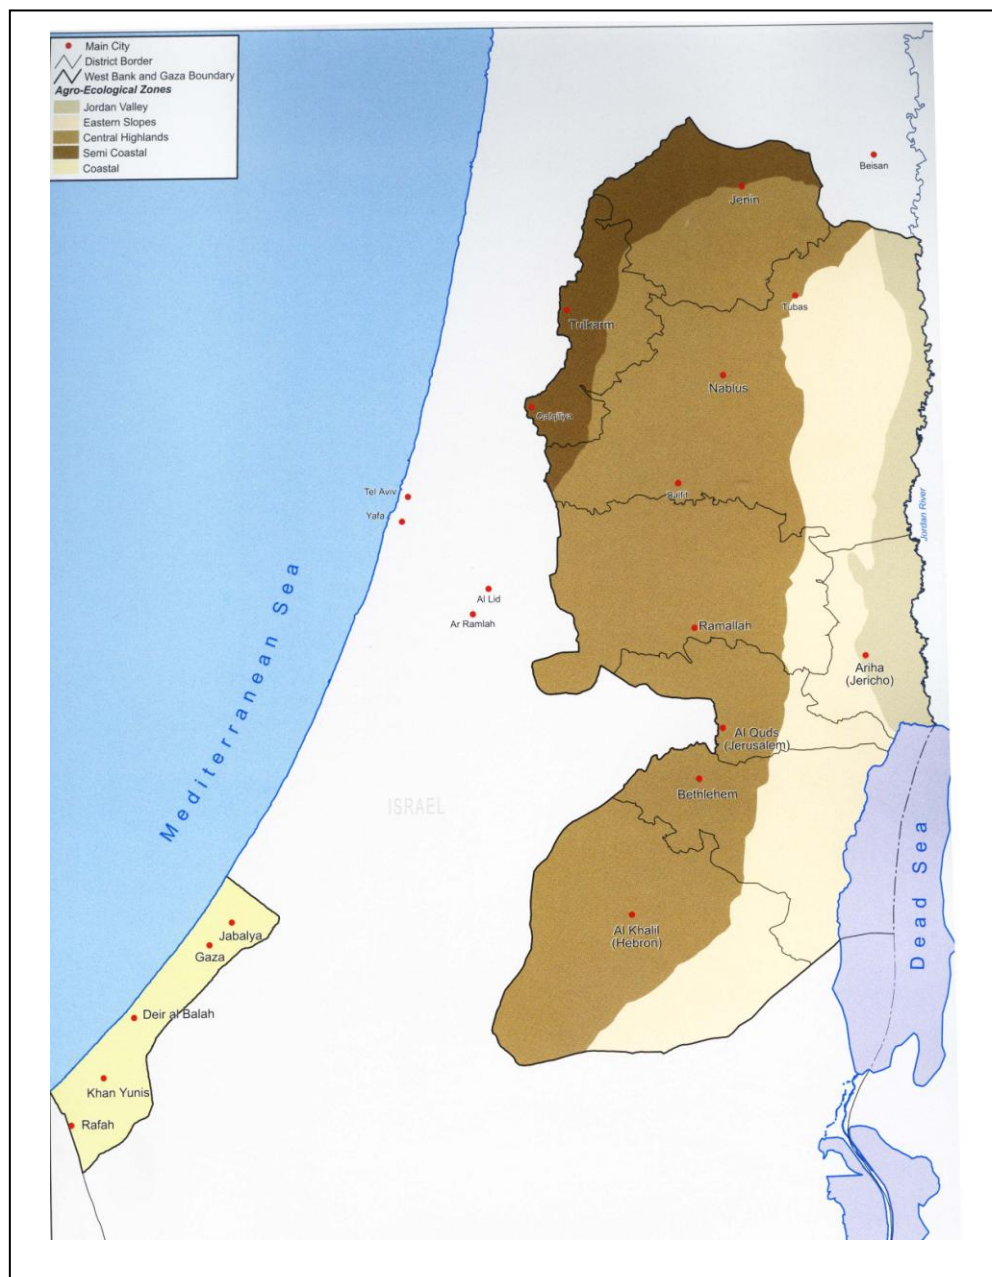 Main City
District Border
West Bank and Gaza Boundary
Agro-Ecological Zones
Jordan Valley
Eastern Slopes
Central Highlands
Semi Coastal
Coastal
Beisan
Jenin
Tubas
Tulkarm
Nablus
Qalqiliya
Tel Aviv
Yafa
Jordan River
Al Lid
Ar Ramlah
Ramallah
Ariha
(Jericho)
Mediterranean Sea
Al Quds
(Jerusalem)
Bethlehem
ISRAEL
Dead Sea
Al Khalil
(Hebron)
Jabalya
Gaza
Deir al Balah
Khan Yunis
Rafah